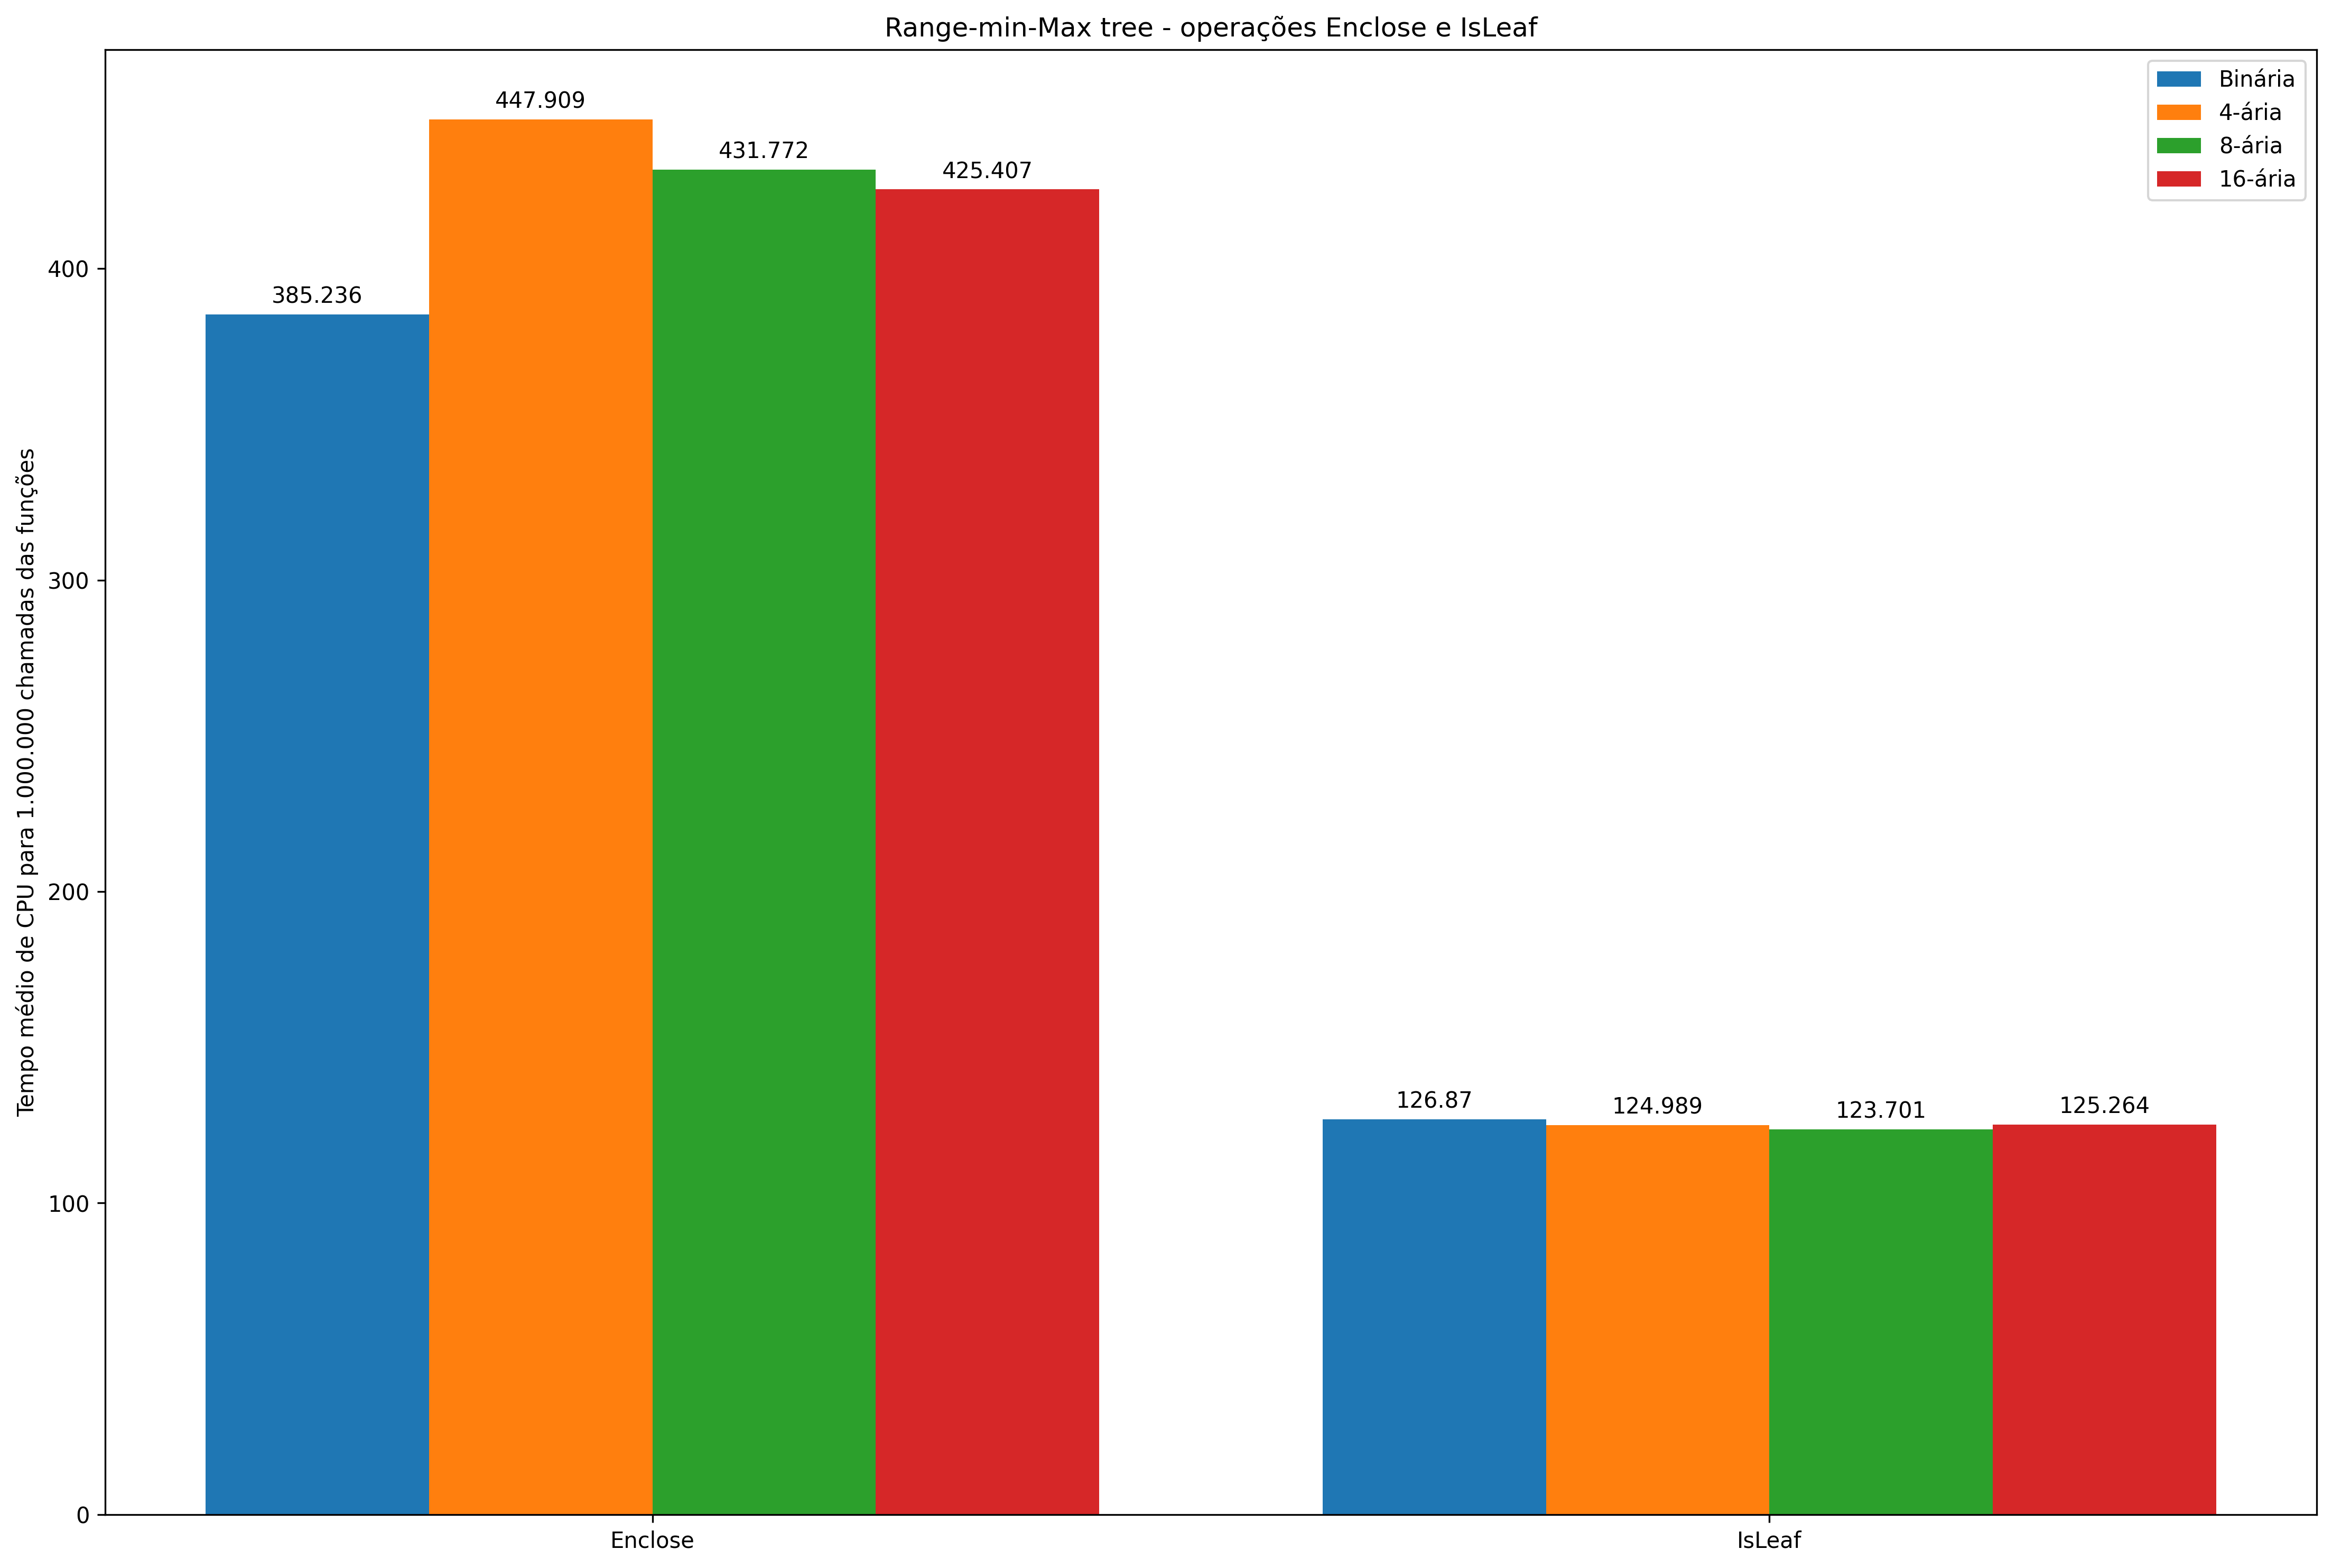 Range-min-Max tree - operações Enclose e IsLeaf
Tempo médio de CPU para 1.000.000 chamadas das funções
400
300
200
100
0
385.236
447.909
431.772
425.407
126.87
124.989
123.701
125.264
Enclose
IsLeaf
Binária
4-ária
8-ária
16-ária